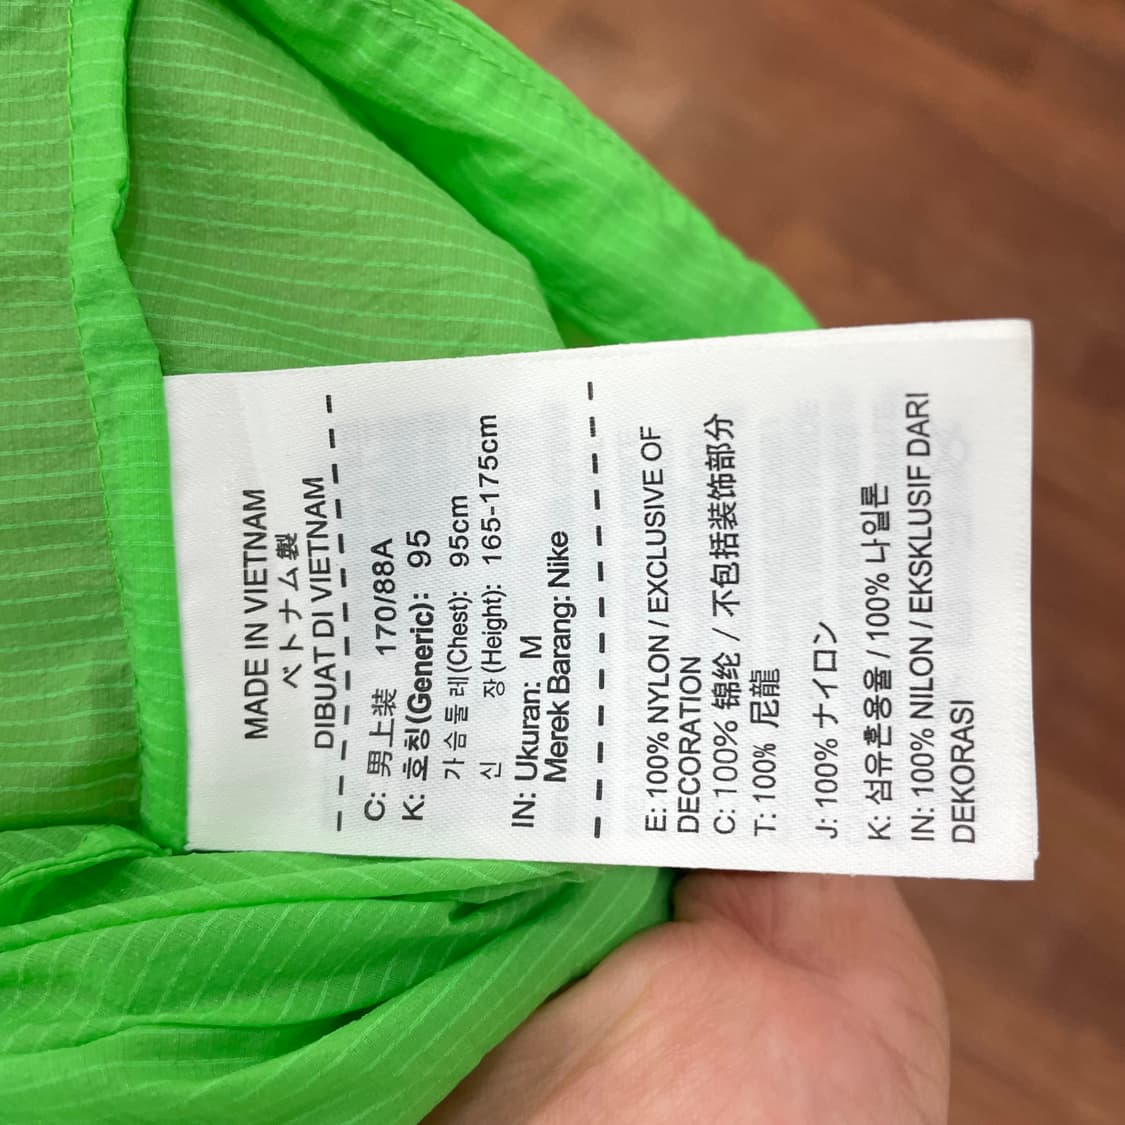 MADE IN VIETNAM
ベトナム製
DIBUAT DI VIETNAM
C: 男上装 170/88A
K: 호칭(Generic): 95
가슴둘레(Chest): 95cm
신 장(Height): 165-175cm
IN: Ukuran: M
Merek Barang: Nike
E: 100% NYLON / EXCLUSIVE OF
DECORATION
C: 100% 锦纶 / 不包括装饰部分
T: 100% 尼龍
J: 100% ナイロン
K: 섬유혼용율 / 100% 나일론
IN: 100% NILON / EKSKLUSIF DARI
DEKORASI